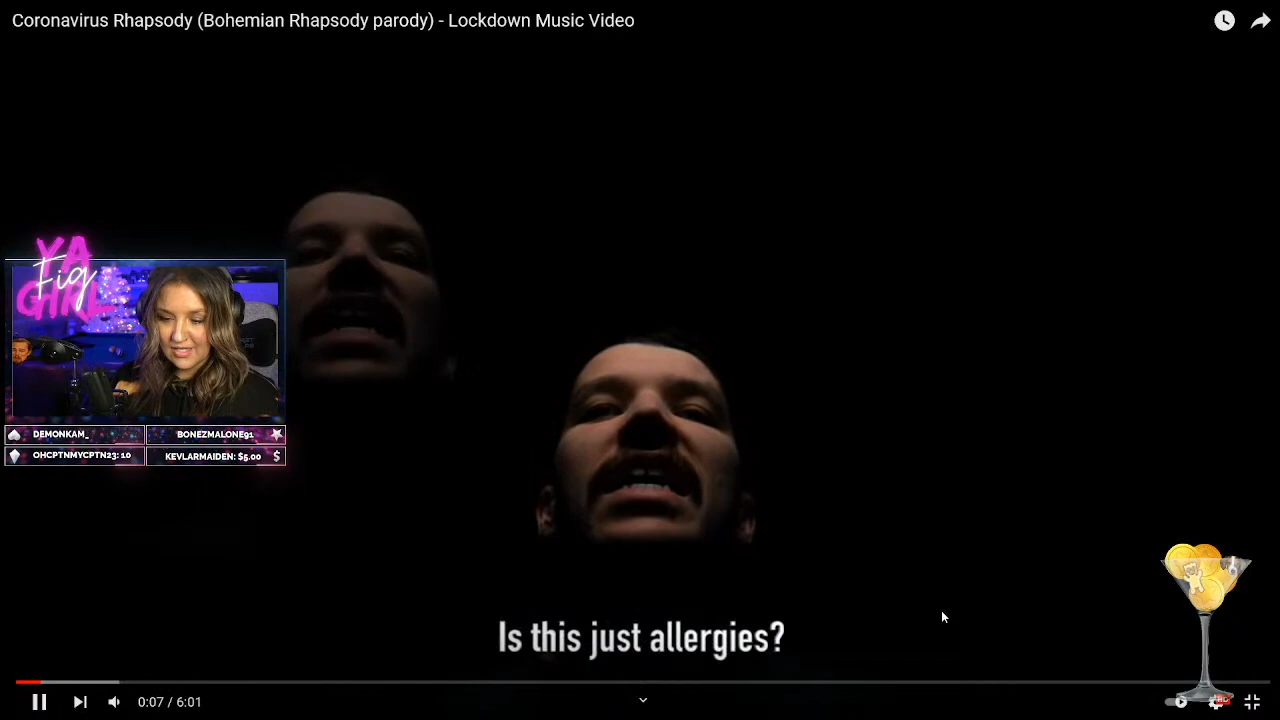 Coronavirus Rhapsody (Bohemian Rhapsody parody) - Lockdown Music Video
YA
Fig
GIRL
DEMONKAM_
BONEZMALONE91
OHCPTNMYCPTN23: 10
KEVLARMAIDEN: $5.00
$
Is this just allergies?
0:07 / 6:01
HD